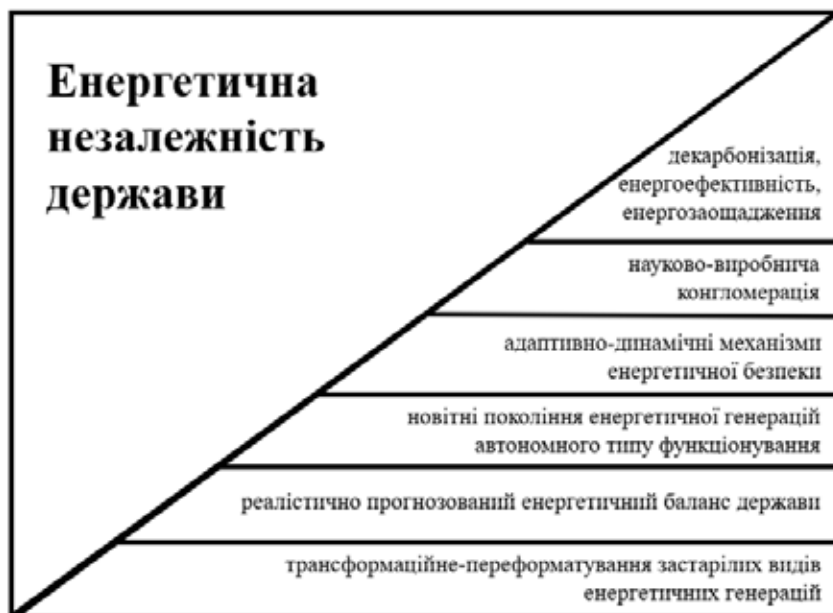 Енергетична
незалежність
держави
декарбонізація,
енергоефективність,
енергозаощадження
науково-виробнича
конгломерація
адаптивно-динамічні механізми
енергетичної безпеки
новітні покоління енергетичної генерацій
автономного типу функціонування
реалістично прогнозований енергетичний баланс держави
трансформаційне-переформатування застарілих видів
енергетичних генерацій